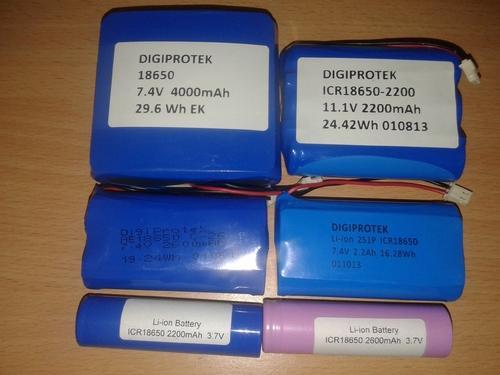 DIGIPROTEK
18650
7.4V 4000mAh
29.6 Wh EK
DIGIPROTEK
ICR18650-2200
11.1V 2200mAh
24.42Wh 010813
19.24Wh
DIGIPROTEK
Li-ion 2S1P ICR18650
7.4V 2.2Ah 16.28Wh
011013
Li-ion Battery
ICR18650 2200mAh 3.7V
Li-ion Battery
ICR18650 2600mAh 3.7V